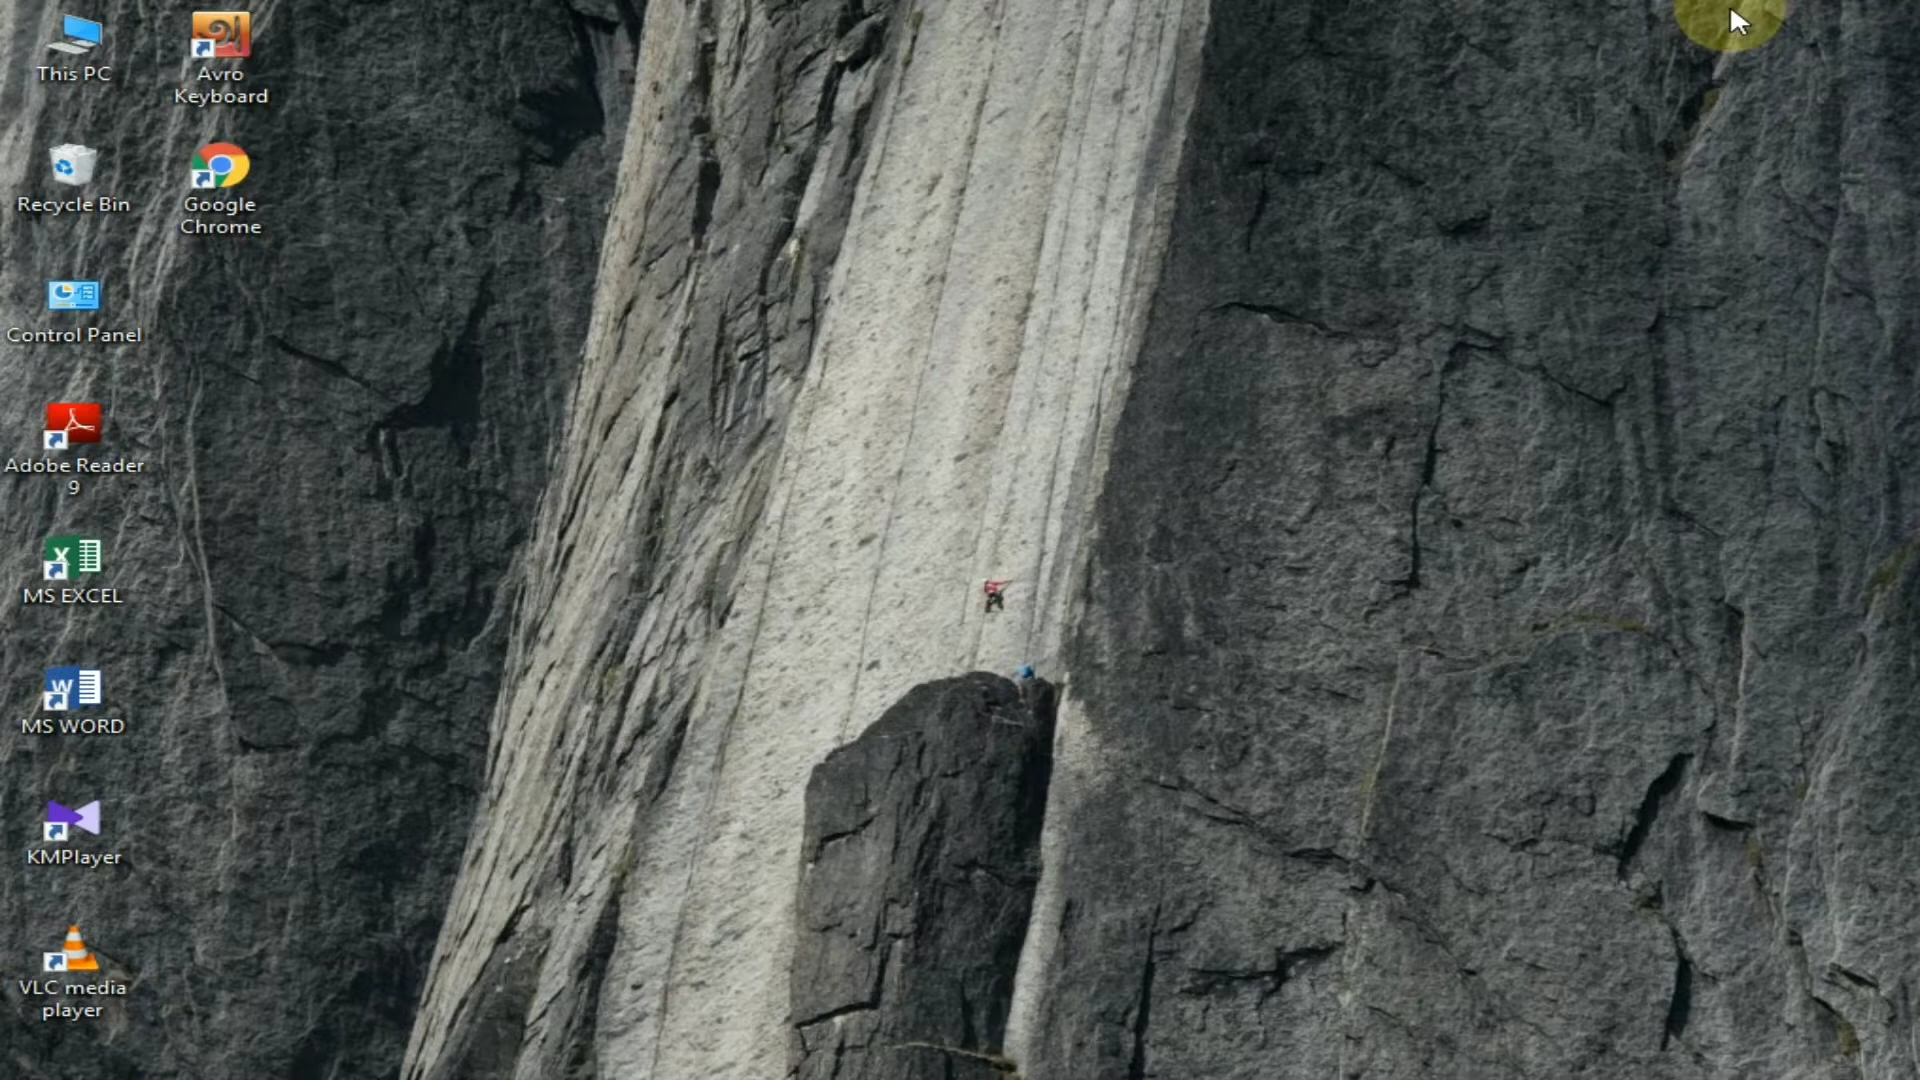 This PC
Recycle Bin
Control Panel
Adobe Reader
9
MS EXCEL
MS WORD
KMPlayer
VLC media
player
Avro
Keyboard
Google
Chrome